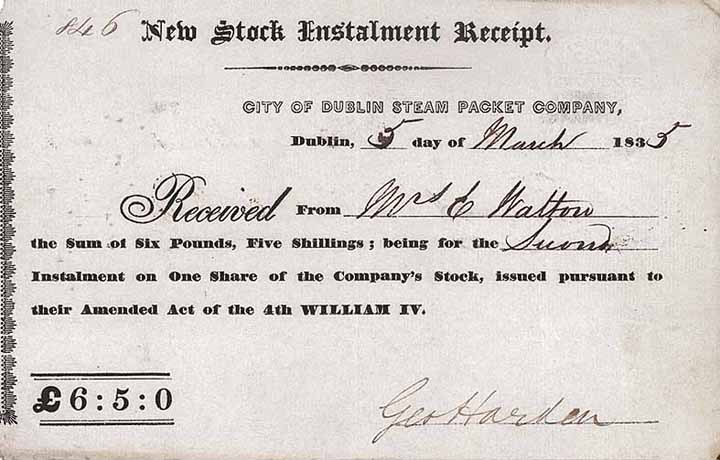 846 New Stock Instalment Receipt.
CITY OF DUBLIN STEAM PACKET COMPANY,
Dublin, 5 day of March 1835
Received From Mrs E Walton
the Sum of Six Pounds, Five Shillings; being for the Second
Instalment on One Share of the Company's Stock, issued pursuant to
their Amended Act of the 4th WILLIAM IV.
£6:5:0
Geo Harden